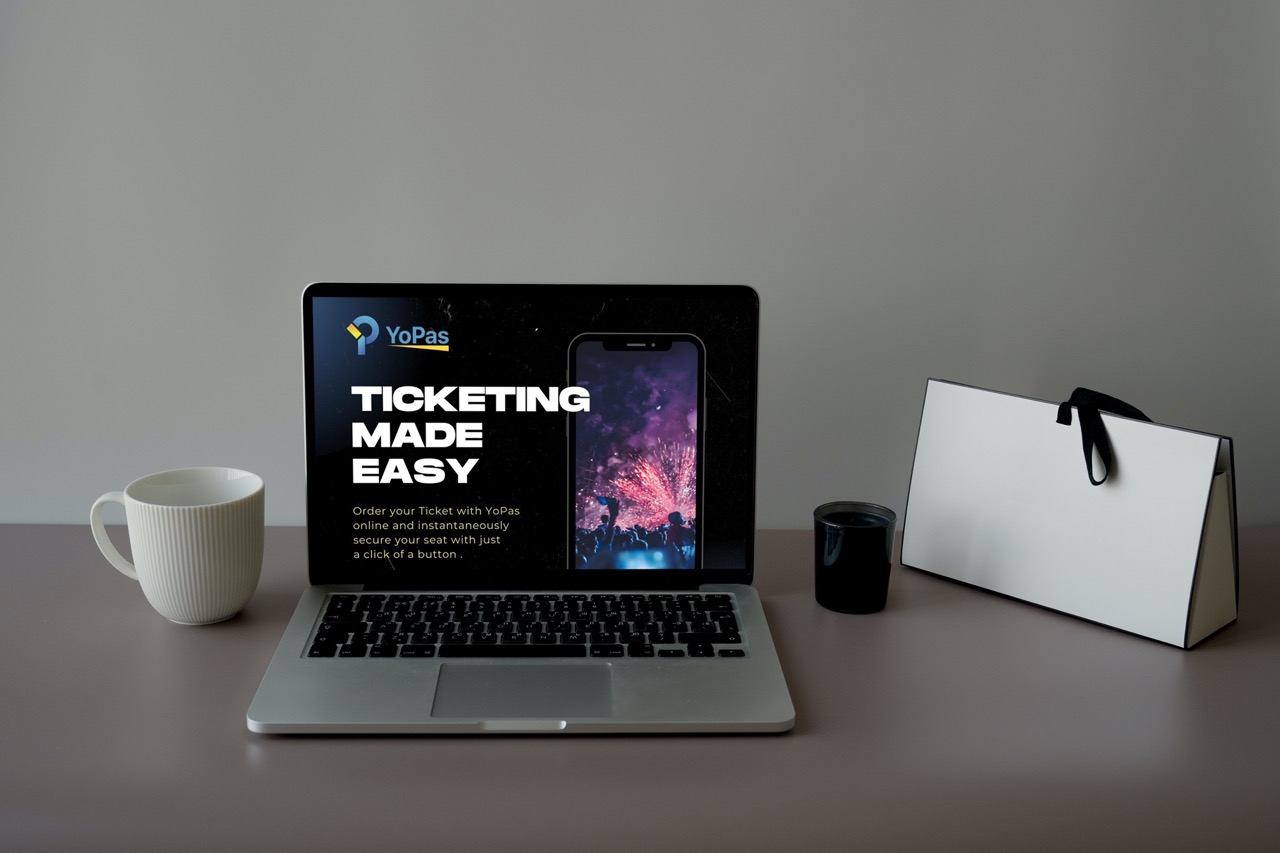 YoPas
TICKETING
MADE
EASY
Order your Ticket with YoPas
online and instantaneously
secure your seat with just
a click of a button .